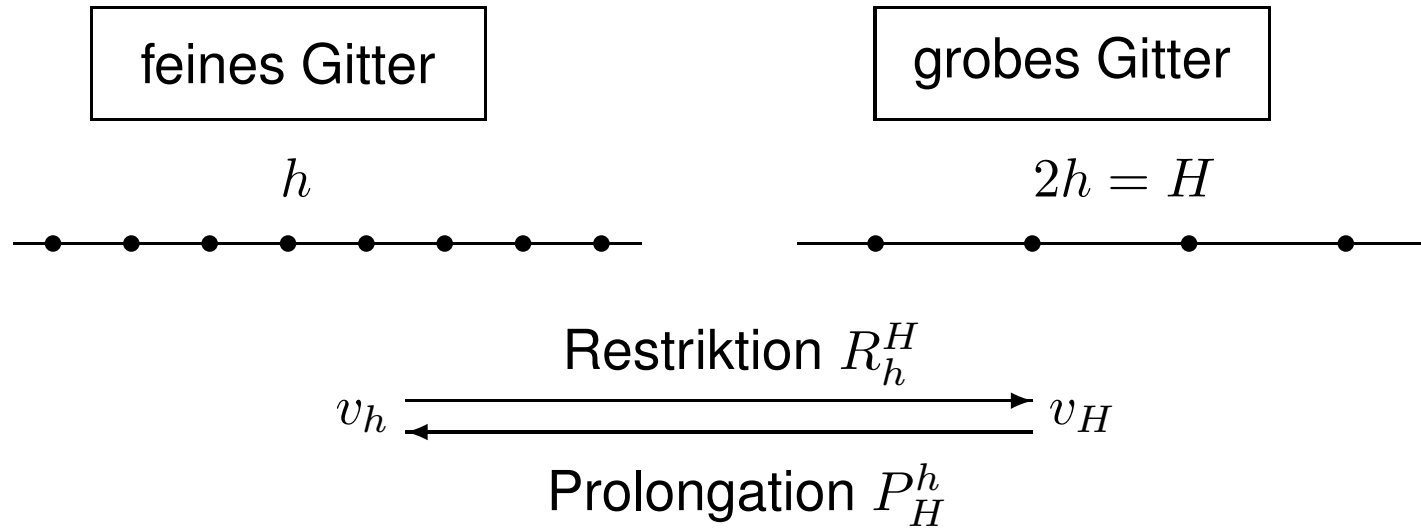 feines Gitter
grobes Gitter
h
2h = H
Restriktion R_h^H
v_h
v_H
Prolongation P_H^h